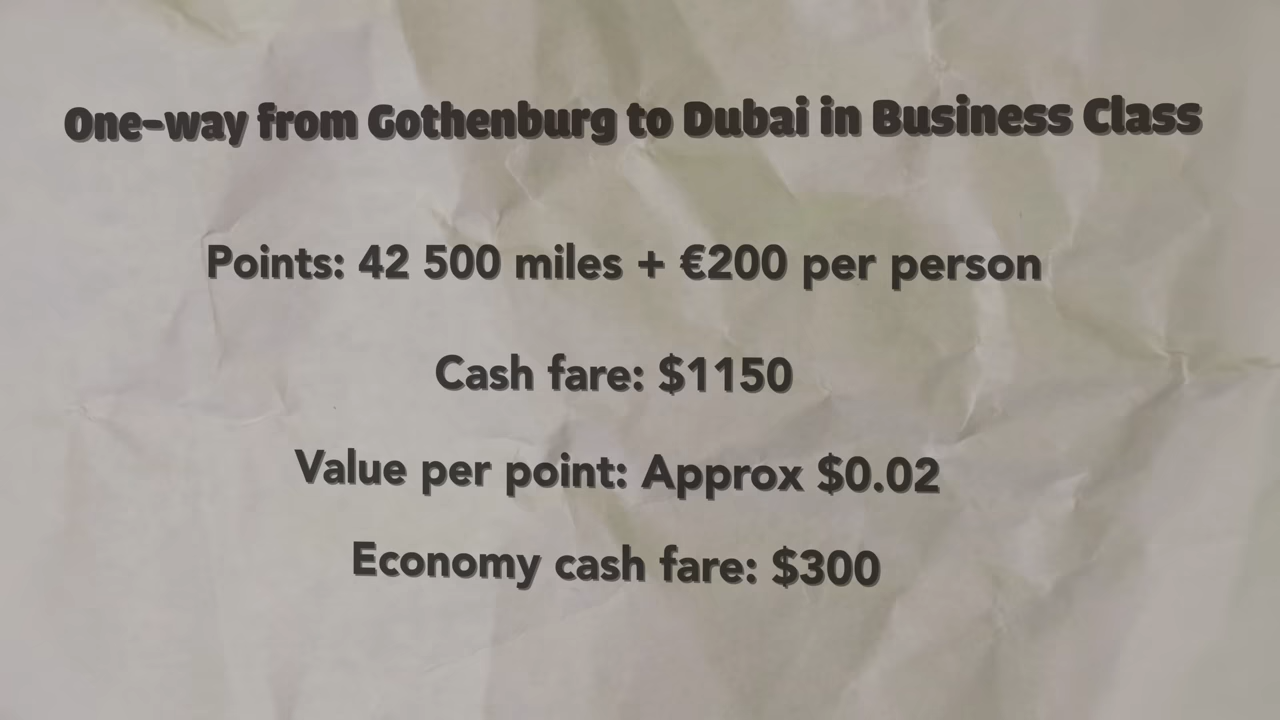 One-way from Gothenburg to Dubai in Business Class
Points: 42 500 miles + €200 per person
Cash fare: $1150
Value per point: Approx $0.02
Economy cash fare: $300